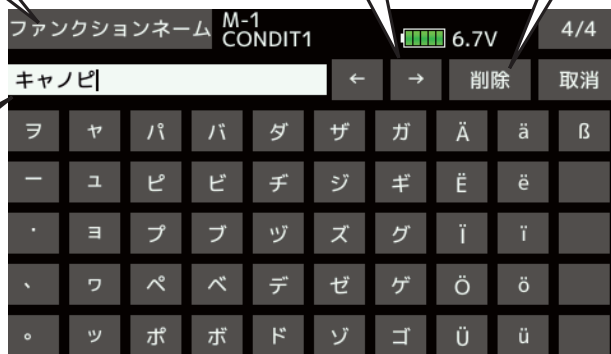 ファンクションネーム M-1 CONDIT1 6.7V 4/4
キャノピ ← → 削除 取消
ヲ ャ パ バ ダ ザ ガ Ä ä ß
ー ュ ピ ビ ヂ ジ ギ Ë ë
・ ョ プ ブ ヅ ズ グ Ï ï
、 ヮ ペ ベ デ ゼ ゲ Ö ö
。 ッ ポ ボ ド ゾ ゴ Ü ü